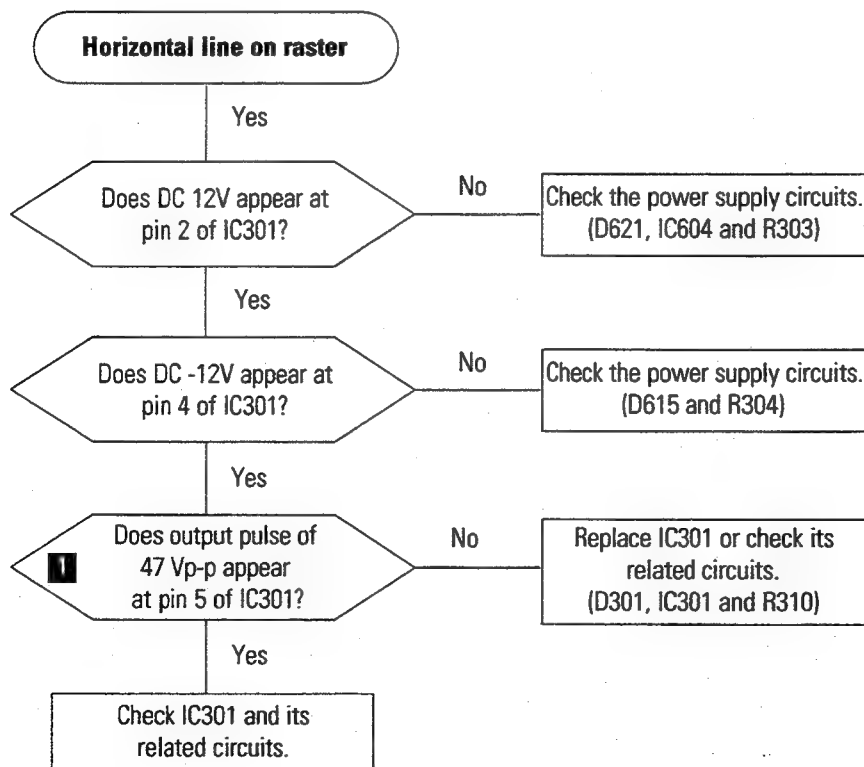 Horizontal line on raster
Yes
Does DC 12V appear at
pin 2 of IC301?
No
Check the power supply circuits.
(D621, IC604 and R303)
Yes
Does DC -12V appear at
pin 4 of IC301?
No
Check the power supply circuits.
(D615 and R304)
Yes
1
Does output pulse of
47 Vp-p appear
at pin 5 of IC301?
No
Replace IC301 or check its
related circuits.
(D301, IC301 and R310)
Yes
Check IC301 and its
related circuits.